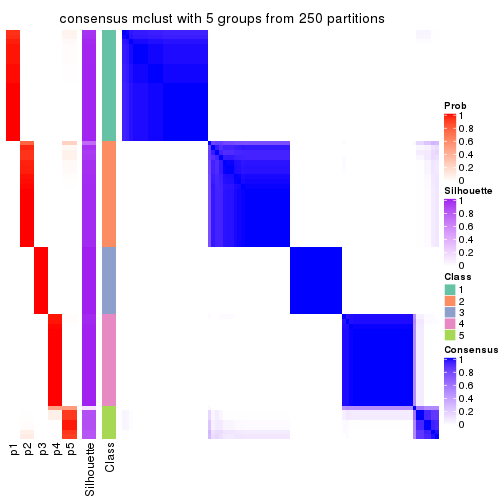 consensus mclust with 5 groups from 250 partitions
Prob
1
0.8
0.6
0.4
0.2
0
Silhouette
1
0.8
0.6
0.4
0.2
0
Class
1
2
3
4
5
Consensus
1
0.8
0.6
0.4
0.2
0
p1
p2
p3
p4
p5
Silhouette
Class